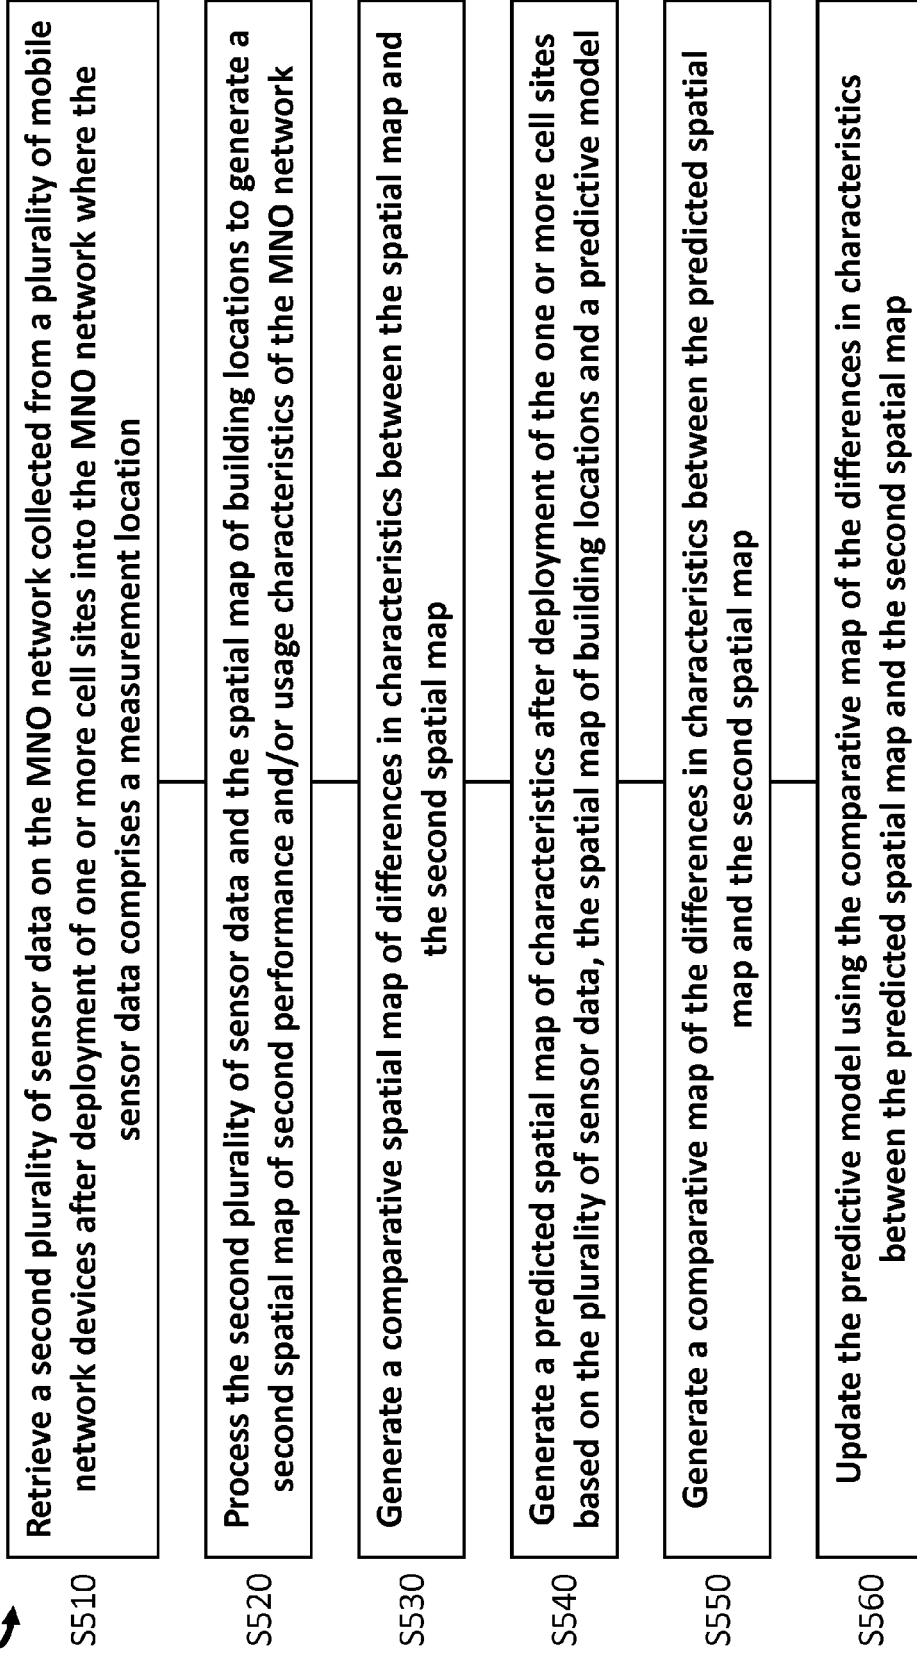 S510
Retrieve a second plurality of sensor data on the MNO network collected from a plurality of mobile
network devices after deployment of one or more cell sites into the MNO network where the
sensor data comprises a measurement location
S520
Process the second plurality of sensor data and the spatial map of building locations to generate a
second spatial map of second performance and/or usage characteristics of the MNO network
S530
Generate a comparative spatial map of differences in characteristics between the spatial map and
the second spatial map
S540
Generate a predicted spatial map of characteristics after deployment of the one or more cell sites
based on the plurality of sensor data, the spatial map of building locations and a predictive model
S550
Generate a comparative map of the differences in characteristics between the predicted spatial
map and the second spatial map
S560
Update the predictive model using the comparative map of the differences in characteristics
between the predicted spatial map and the second spatial map